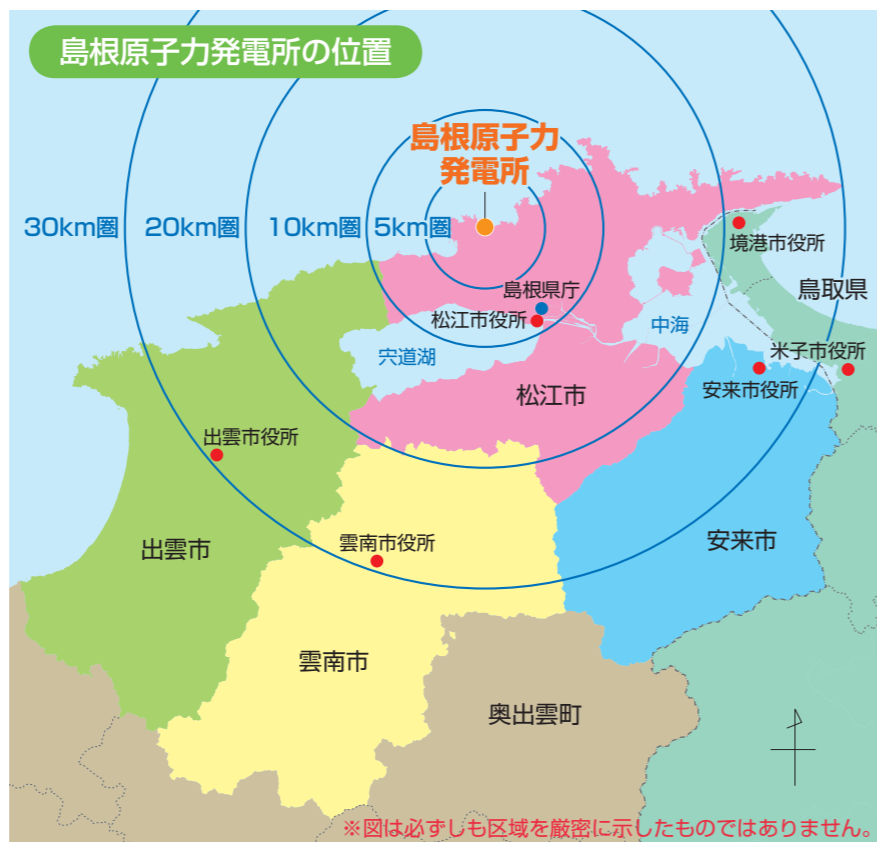 島根原子力発電所の位置
島根原子力
発電所
30km圏
20km圏
10km圏
5km圏
境港市役所
鳥取県
島根県庁
松江市役所
中海
宍道湖
米子市役所
安来市役所
松江市
出雲市役所
雲南市役所
安来市
出雲市
雲南市
奥出雲町
※図は必ずしも区域を厳密に示したものではありません。